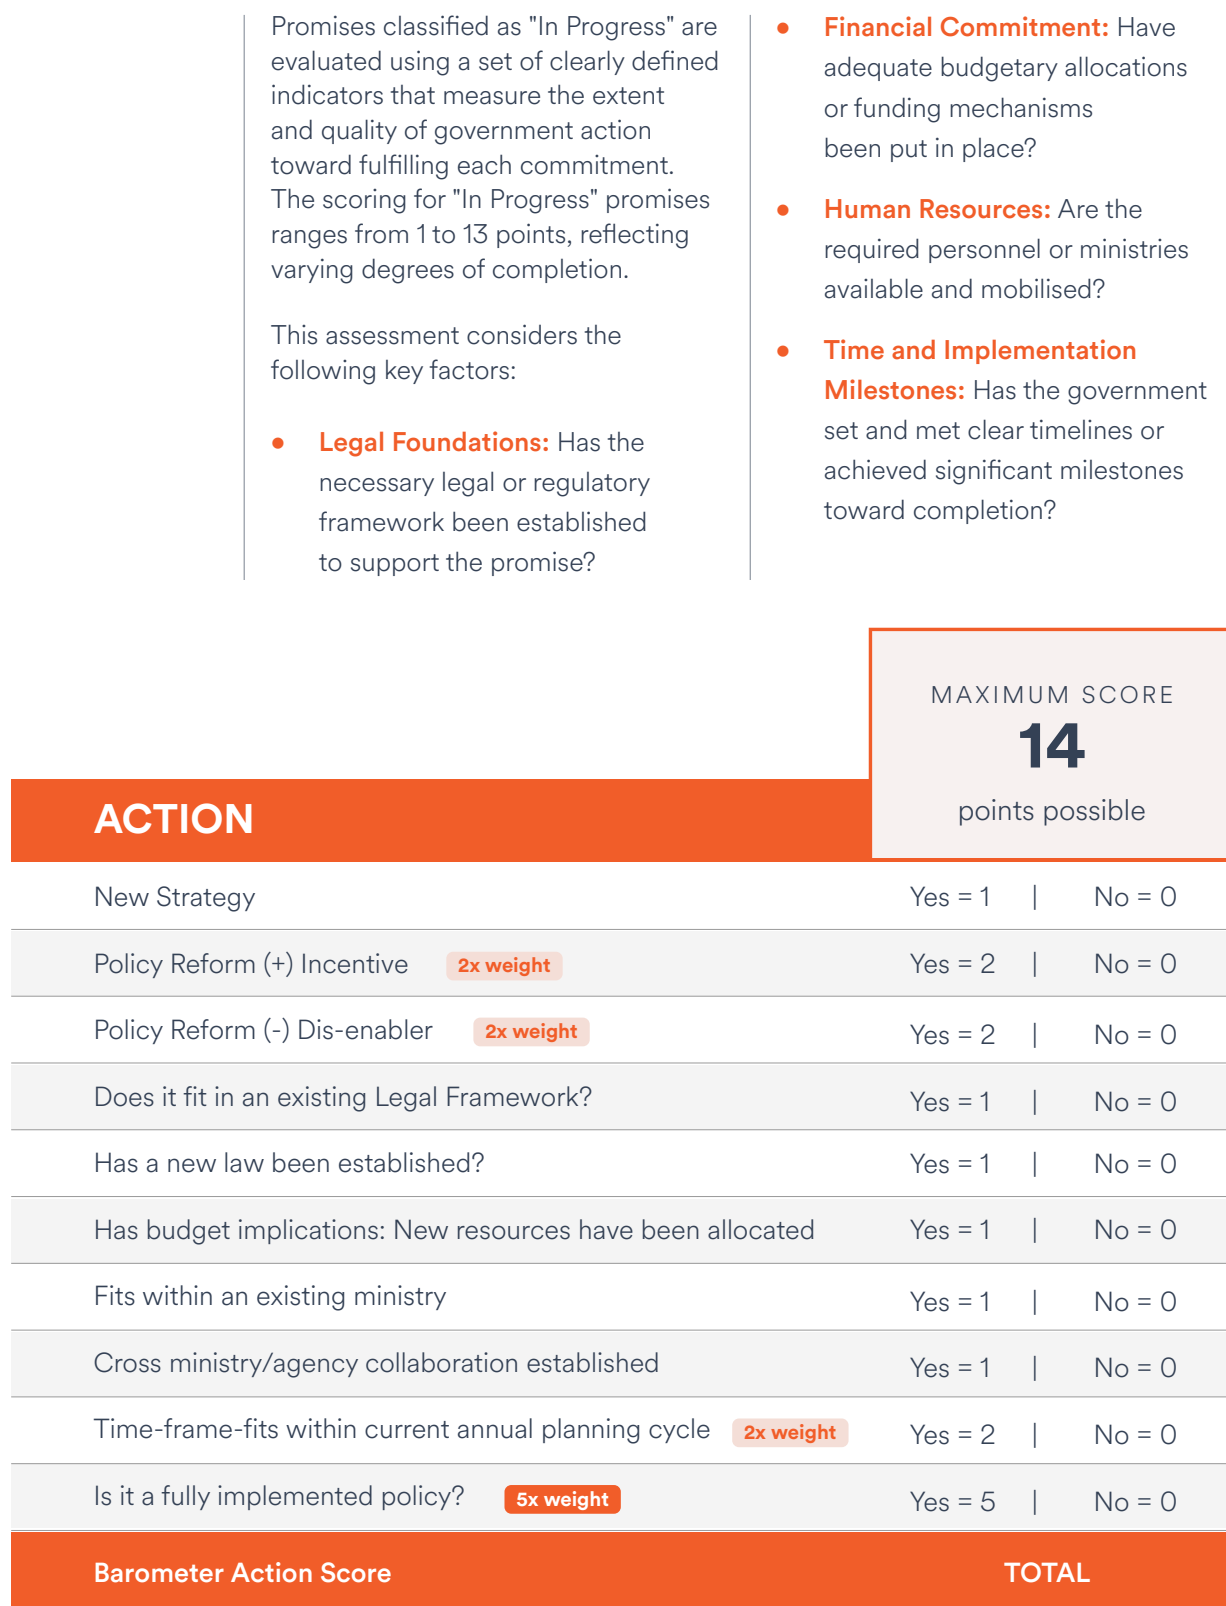 Promises classified as "In Progress" are
evaluated using a set of clearly defined
indicators that measure the extent
and quality of government action
toward fulfilling each commitment.
The scoring for "In Progress" promises
ranges from 1 to 13 points, reflecting
varying degrees of completion.
This assessment considers the
following key factors:
• Legal Foundations: Has the
necessary legal or regulatory
framework been established
to support the promise?
• Financial Commitment: Have
adequate budgetary allocations
or funding mechanisms
been put in place?
• Human Resources: Are the
required personnel or ministries
available and mobilised?
• Time and Implementation
Milestones: Has the government
set and met clear timelines or
achieved significant milestones
toward completion?
MAXIMUM SCORE
14
points possible
ACTION
New Strategy Yes = 1 | No = 0
Policy Reform (+) Incentive 2x weight Yes = 2 | No = 0
Policy Reform (-) Dis-enabler 2x weight Yes = 2 | No = 0
Does it fit in an existing Legal Framework? Yes = 1 | No = 0
Has a new law been established? Yes = 1 | No = 0
Has budget implications: New resources have been allocated Yes = 1 | No = 0
Fits within an existing ministry Yes = 1 | No = 0
Cross ministry/agency collaboration established Yes = 1 | No = 0
Time-frame-fits within current annual planning cycle 2x weight Yes = 2 | No = 0
Is it a fully implemented policy? 5x weight Yes = 5 | No = 0
Barometer Action Score TOTAL